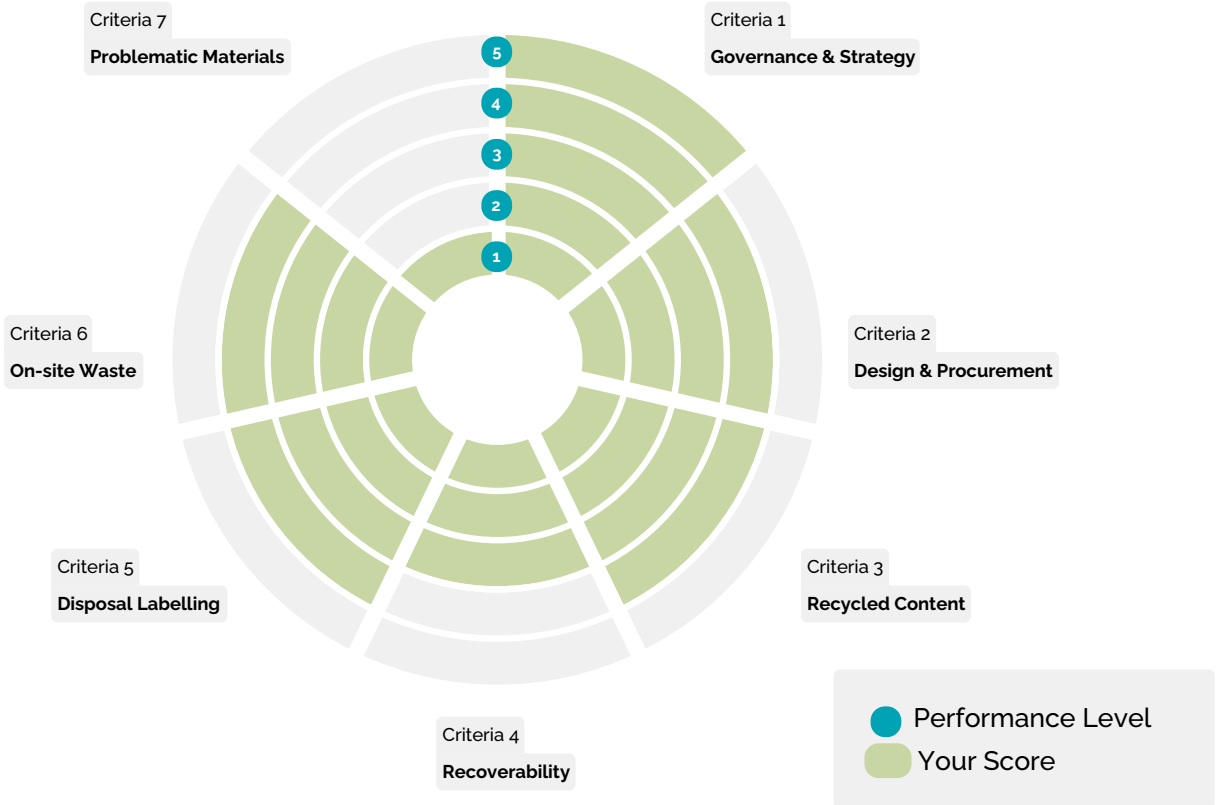 Criteria 7
Problematic Materials
Criteria 1
Governance & Strategy
5
4
3
2
1
Criteria 6
On-site Waste
Criteria 2
Design & Procurement
Criteria 5
Disposal Labelling
Criteria 3
Recycled Content
Criteria 4
Recoverability
Performance Level
Your Score